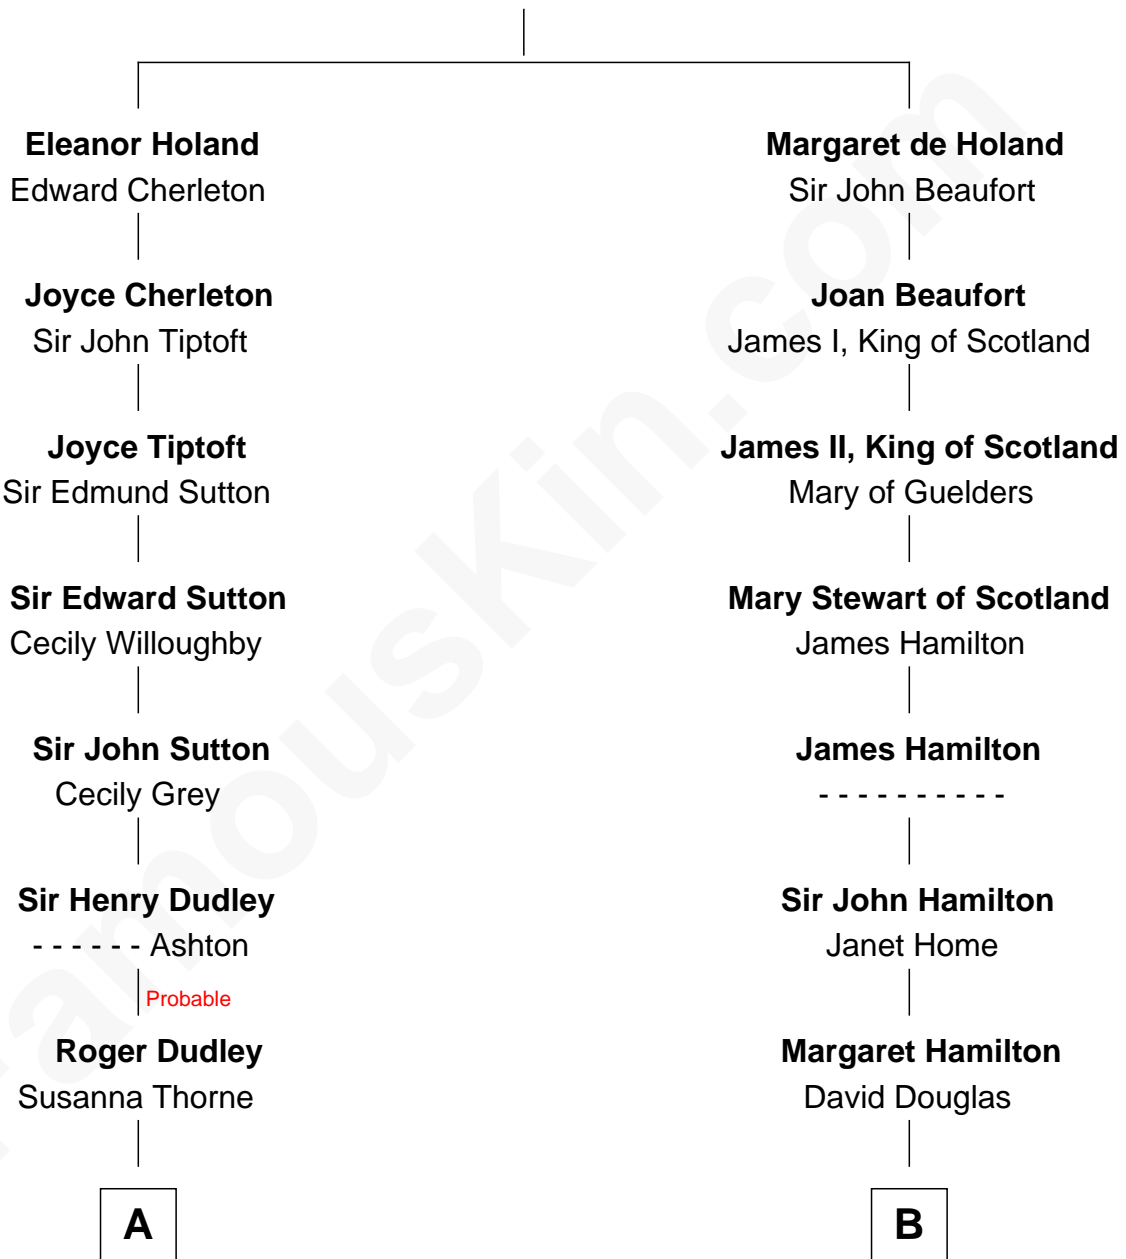 Eleanor Holand
Edward Cherleton
Joyce Cherleton
Sir John Tiptoft
Joyce Tiptoft
Sir Edmund Sutton
Sir Edward Sutton
Cecily Willoughby
Sir John Sutton
Cecily Grey
Sir Henry Dudley
- - - - - - Ashton
Probable
Roger Dudley
Susanna Thorne
A
Margaret de Holand
Sir John Beaufort
Joan Beaufort
James I, King of Scotland
James II, King of Scotland
Mary of Guelders
Mary Stewart of Scotland
James Hamilton
James Hamilton
- - - - - - - - - -
Sir John Hamilton
Janet Home
Margaret Hamilton
David Douglas
B
FamousKin.com